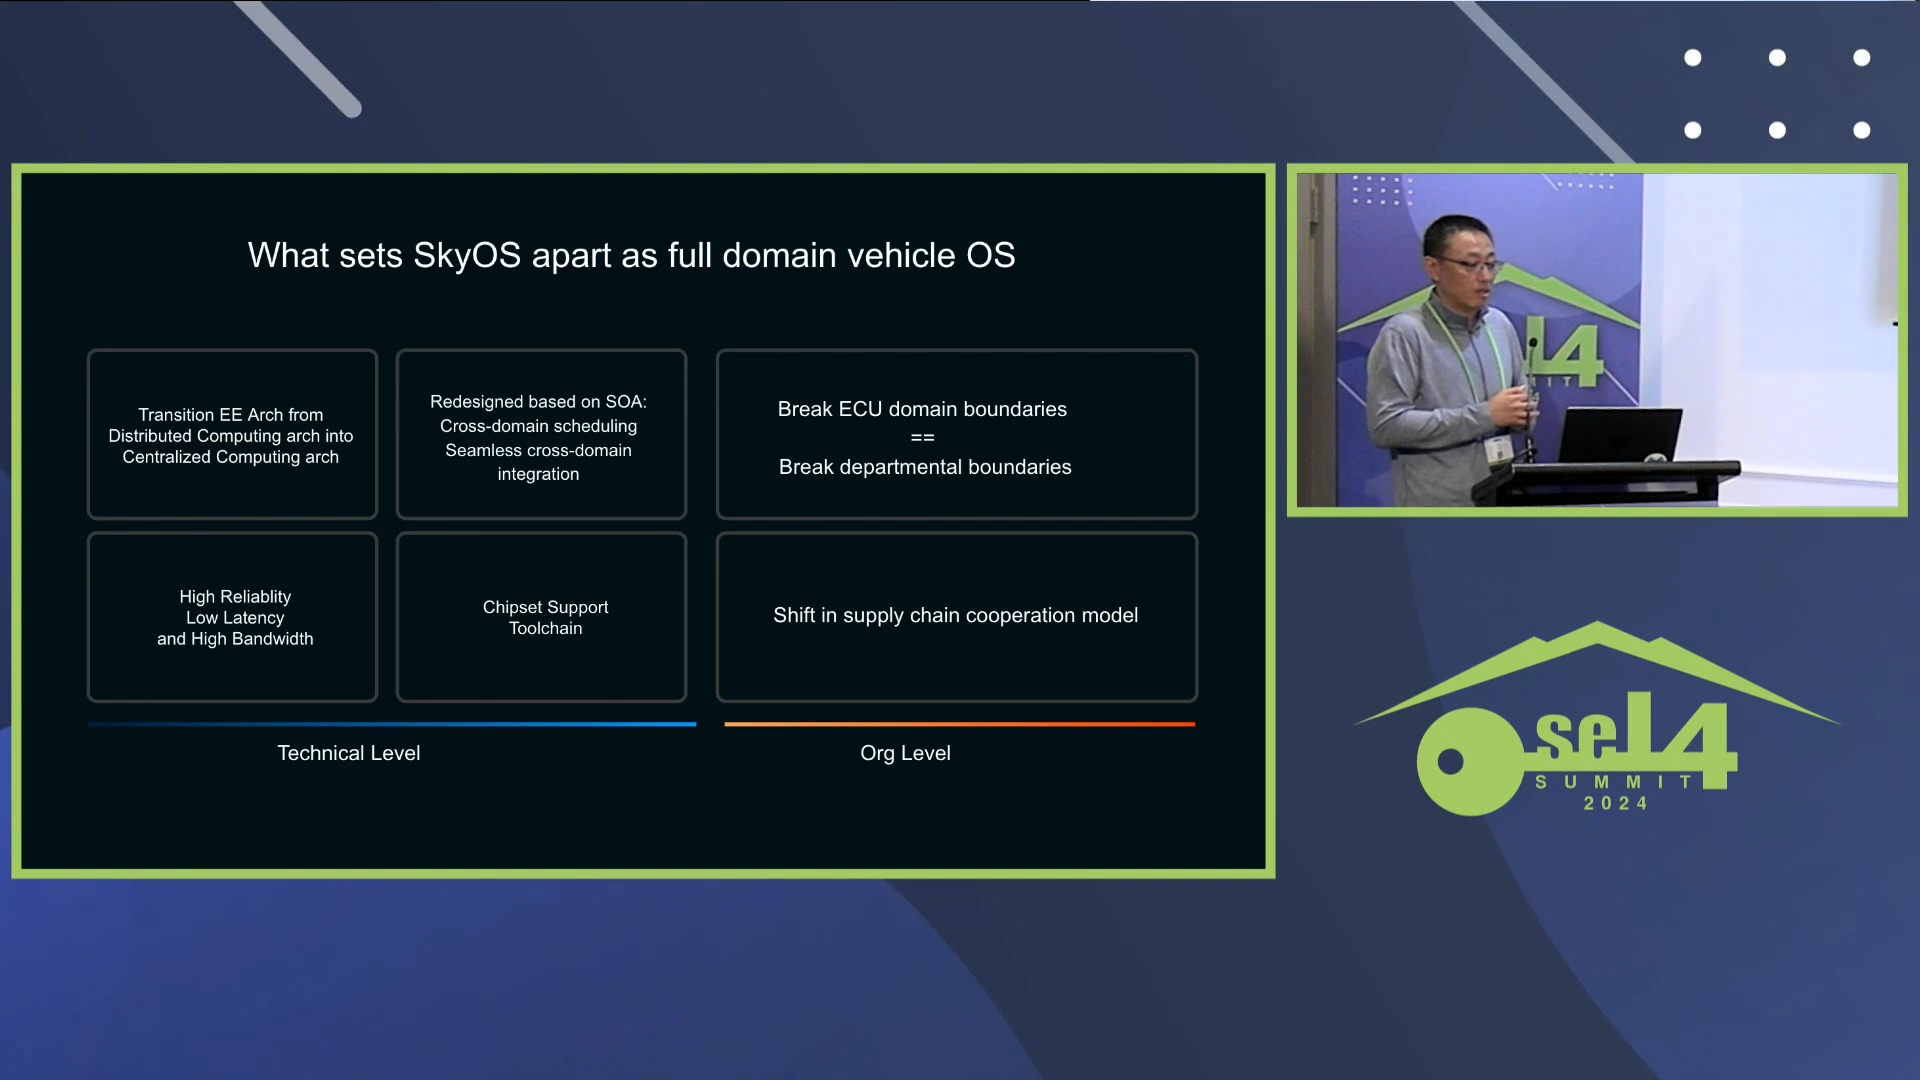 What sets SkyOS apart as full domain vehicle OS
Transition EE Arch from
Distributed Computing arch into
Centralized Computing arch
Redesigned based on SOA:
Cross-domain scheduling
Seamless cross-domain
integration
Break ECU domain boundaries
==
Break departmental boundaries
High Reliablity
Low Latency
and High Bandwidth
Chipset Support
Toolchain
Shift in supply chain cooperation model
Technical Level
Org Level
l4
MIT
seL4
SUMMIT
2024